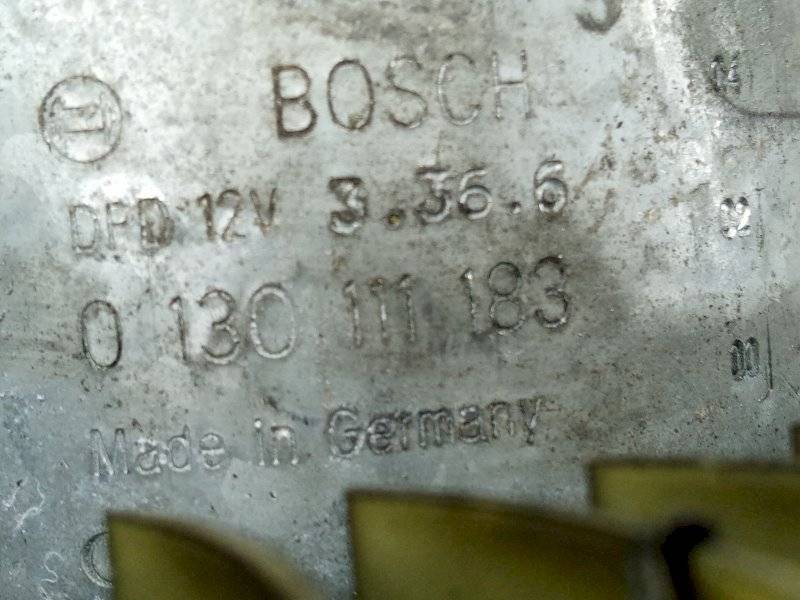 BOSCH
DPD 12V 3.36.6
0 130 111 183
Made in Germany